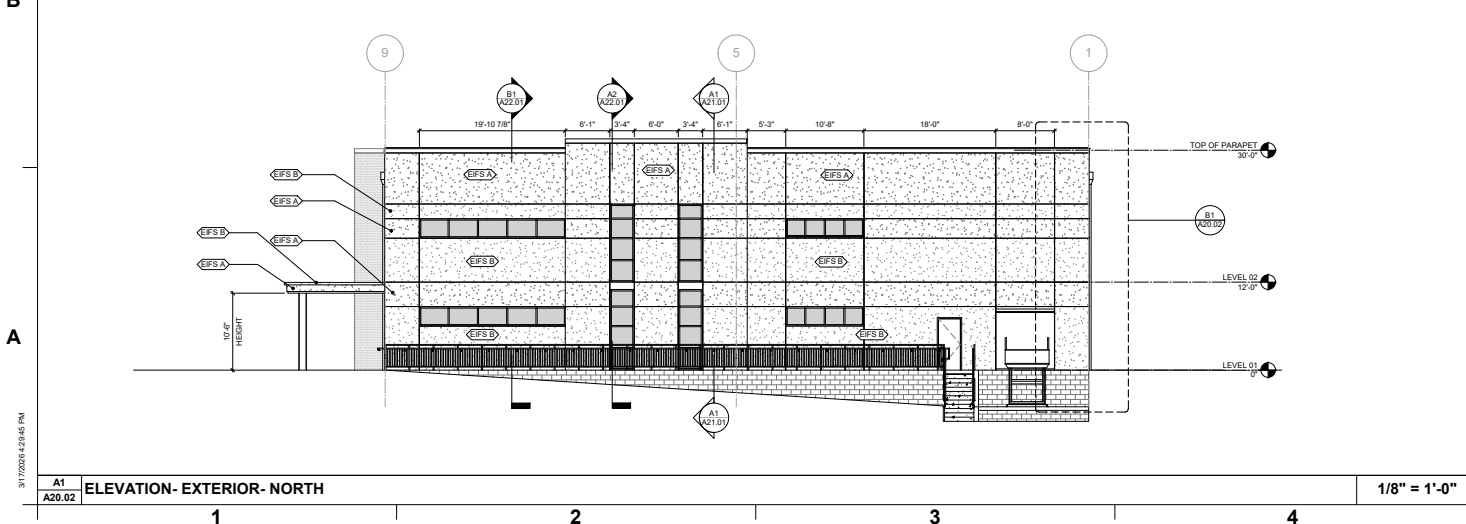 B
9
5
1
B1
A22.01
A2
A22.01
A1
A21.01
19'-10 7/8"
6'-1"
3'-4"
6'-0"
3'-4"
6'-1"
5'-3"
10'-8"
18'-0"
8'-0"
TOP OF PARAPET
30'-0"
EIFS B
EIFS A
EIFS A
EIFS A
EIFS A
B1
A20.02
EIFS B
EIFS A
EIFS A
EIFS B
EIFS B
LEVEL 02
12'-0"
10'-6"
HEIGHT
EIFS B
EIFS B
A
LEVEL 01
0"
A1
A21.01
3/17/2026 4:29:45 PM
A1
A20.02
ELEVATION- EXTERIOR- NORTH
1/8" = 1'-0"
1
2
3
4